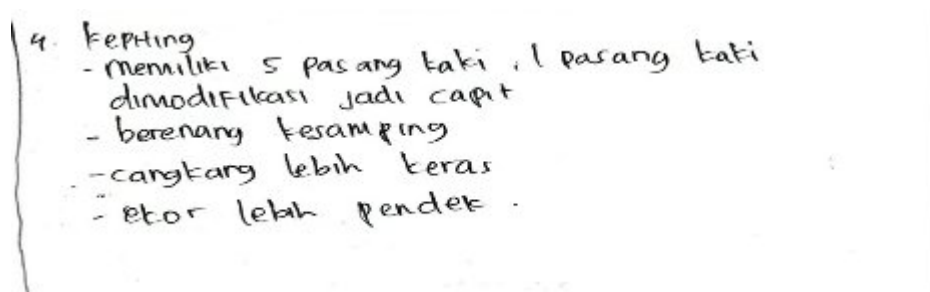 4. kepiting
- memiliki 5 pasang kaki, 1 pasang kaki
dimodifikasi jadi capit
- berenang kesamping
- cangkang lebih keras
- ekor lebih pendek.